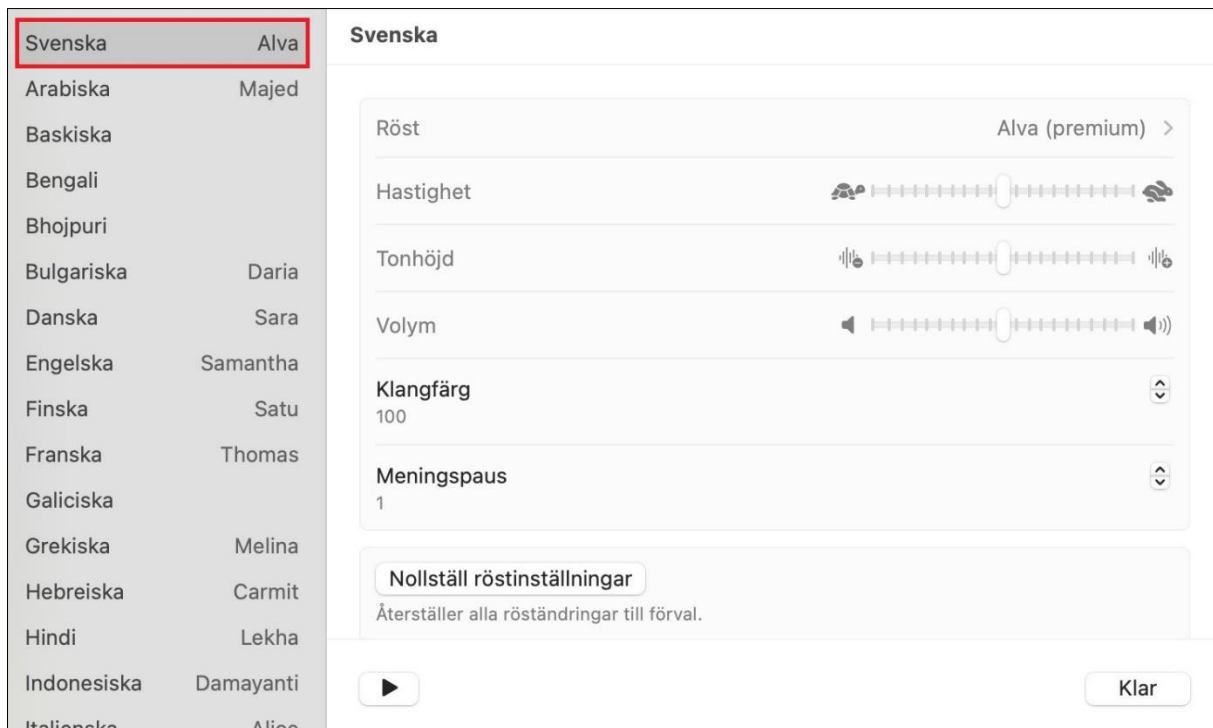 Svenska Alva
Arabiska Majed
Baskiska
Bengali
Bhojpuri
Bulgariska Daria
Danska Sara
Engelska Samantha
Finska Satu
Franska Thomas
Galiciska
Grekiska Melina
Hebreiska Carmit
Hindi Lekha
Indonesiska Damayanti
Italienska Alice
Svenska
Röst Alva (premium)
Hastighet
Tonhöjd
Volym
Klangfärg
100
Meningspaus
1
Nollställ röstinställningar
Återställer alla röständringar till förval.
Klar